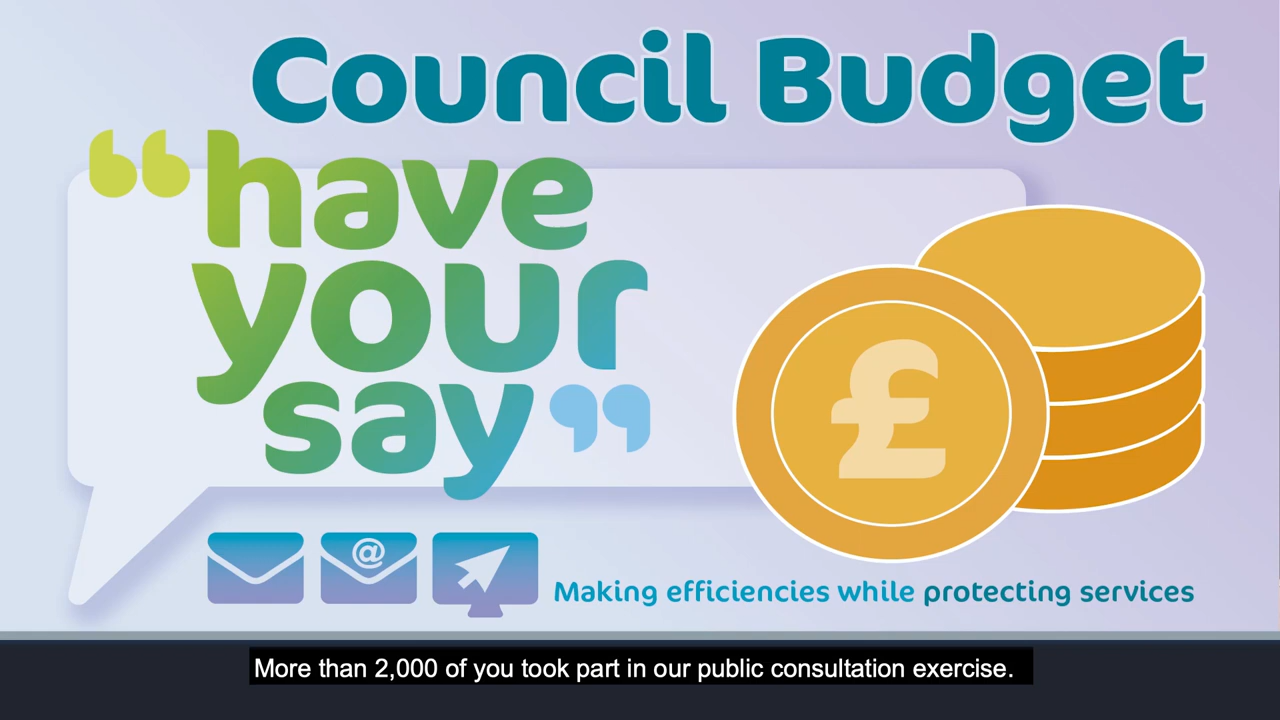 Council Budget
“have
your
say”
£
@
Making efficiencies while protecting services
More than 2,000 of you took part in our public consultation exercise.